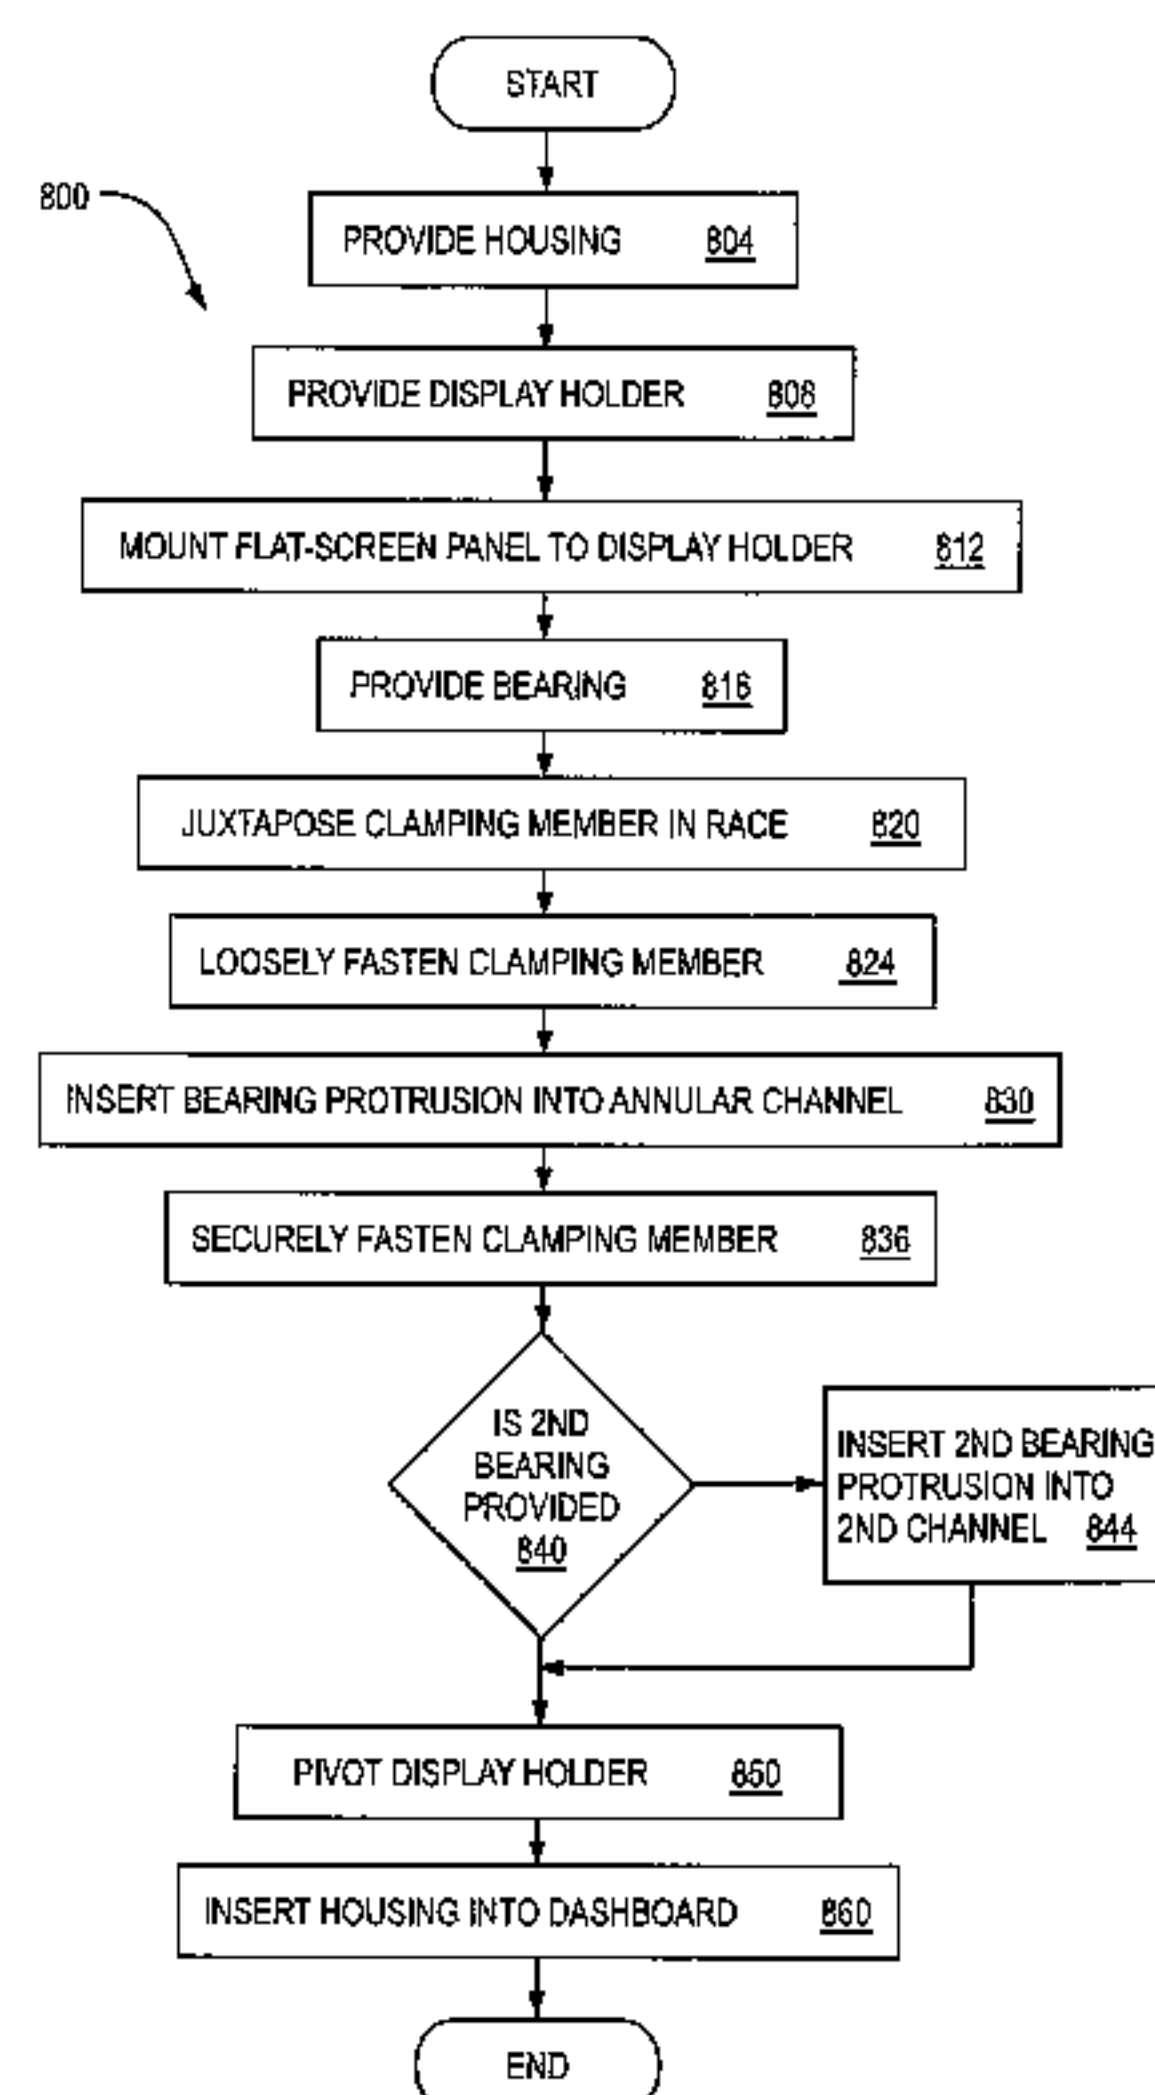 START
800
PROVIDE HOUSING 804
PROVIDE DISPLAY HOLDER 808
MOUNT FLAT-SCREEN PANEL TO DISPLAY HOLDER 812
PROVIDE BEARING 816
JUXTAPOSE CLAMPING MEMBER IN RACE 820
LOOSELY FASTEN CLAMPING MEMBER 824
INSERT BEARING PROTRUSION INTO ANNULAR CHANNEL 830
SECURELY FASTEN CLAMPING MEMBER 836
IS 2ND
BEARING
PROVIDED
840
INSERT 2ND BEARING
PROTRUSION INTO
2ND CHANNEL 844
PIVOT DISPLAY HOLDER 850
INSERT HOUSING INTO DASHBOARD 860
END